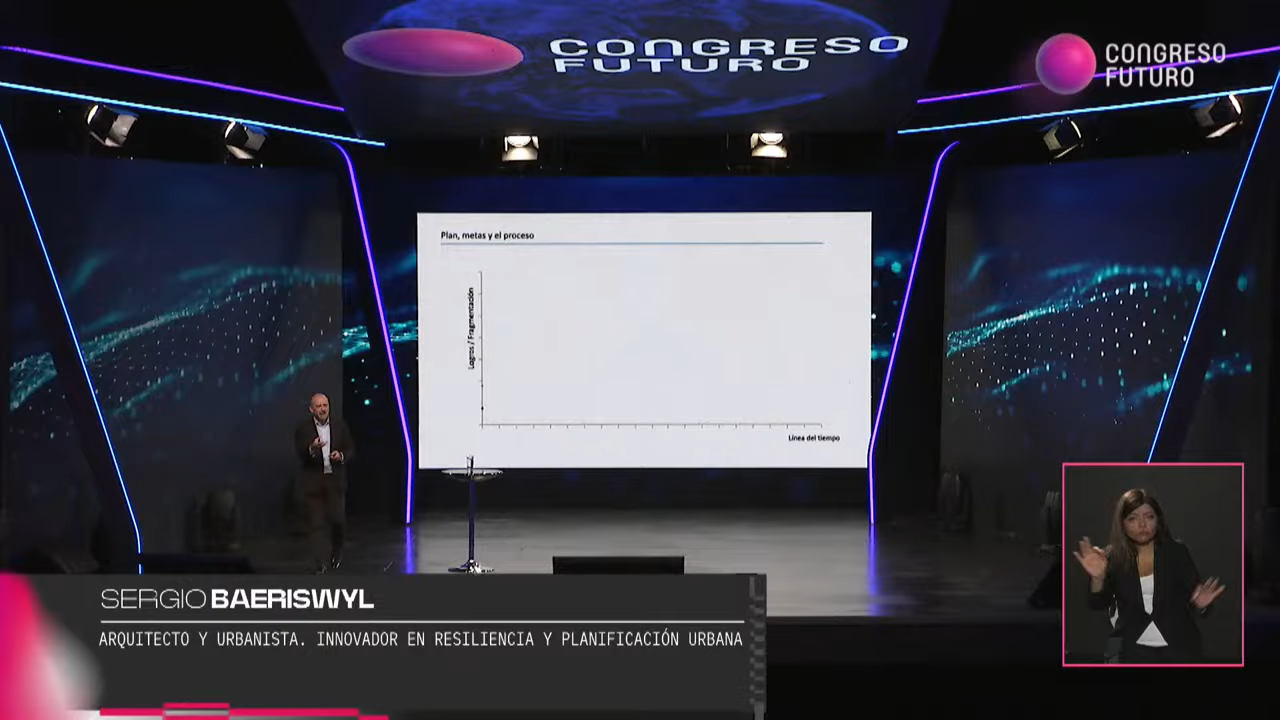 CONGRESO
FUTURO
CONGRESO
FUTURO
Plan, metas y el proceso
Logros / Fragmentación
Línea del tiempo
SERGIO BAERISWYL
ARQUITECTO Y URBANISTA. INNOVADOR EN RESILIENCIA Y PLANIFICACIÓN URBANA